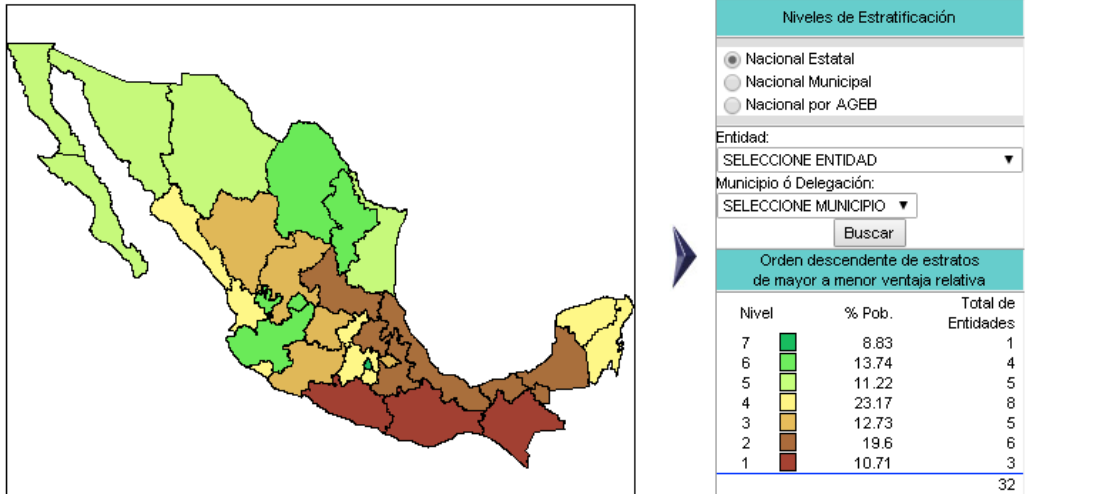 Niveles de Estratificación
Nacional Estatal
Nacional Municipal
Nacional por AGEB
Entidad:
SELECCIONE ENTIDAD
Municipio ó Delegación:
SELECCIONE MUNICIPIO
Buscar
Orden descendente de estratos
de mayor a menor ventaja relativa
Nivel % Pob. Total de
Entidades
7 8.83 1
6 13.74 4
5 11.22 5
4 23.17 8
3 12.73 5
2 19.6 6
1 10.71 3
32